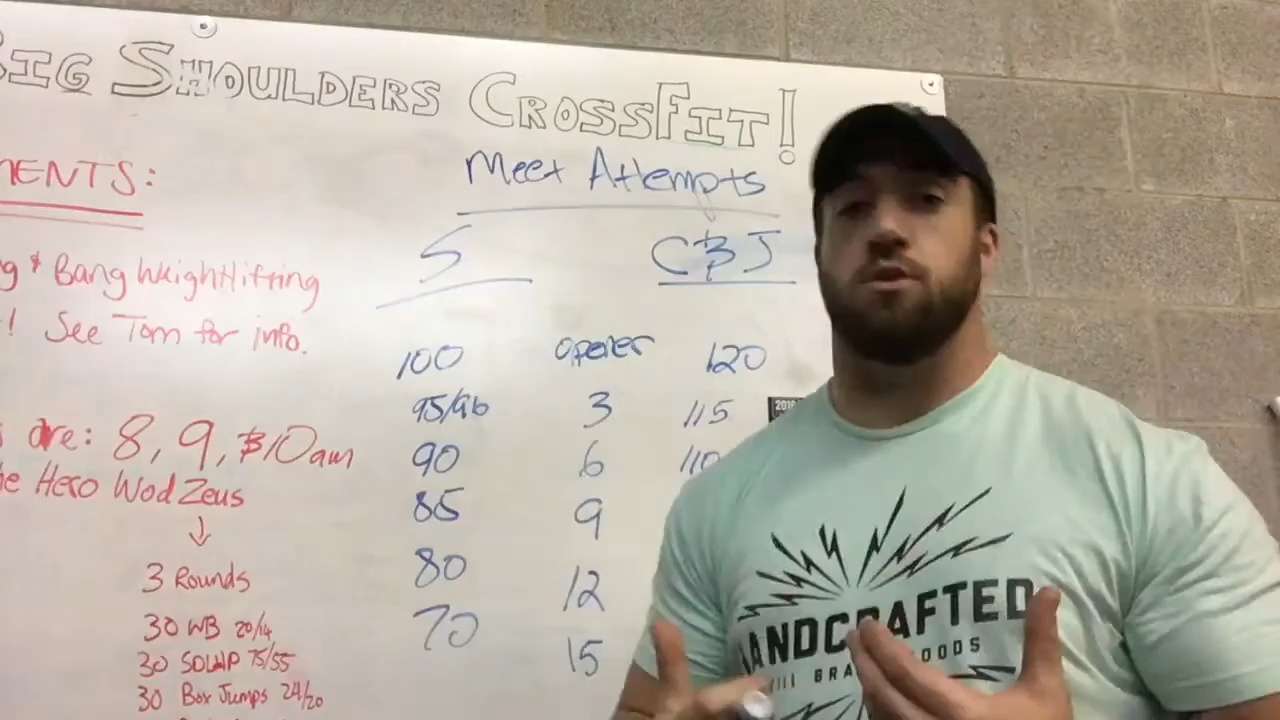 BIG SHOULDERS CROSSFIT!
MENTS:
g & Bang Weightlifting
! See Tom for info.
are: 8, 9, & 10am
Hero Wod Zeus
3 Rounds
30 WB 20/14
30 SDLHP 75/55
30 Box Jumps 24/20
Meet Attempts
S C&J
100 opener 120
95/96 3 115
90 6 110
85 9
80 12
70 15
2016
HANDCRAFTED
GOODS